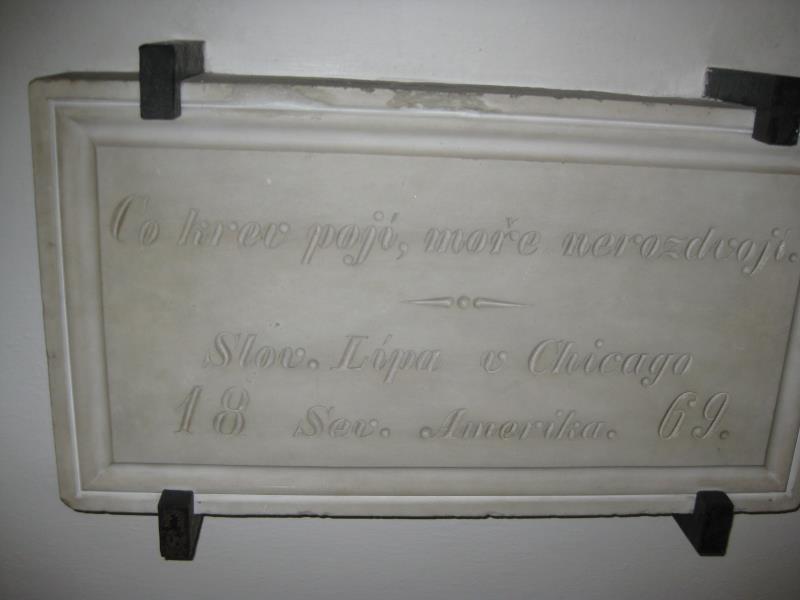 Co krev pojí, moře nerozdvojí.
Slov. Lípa v Chicago
18 Sev. Amerika. 69.